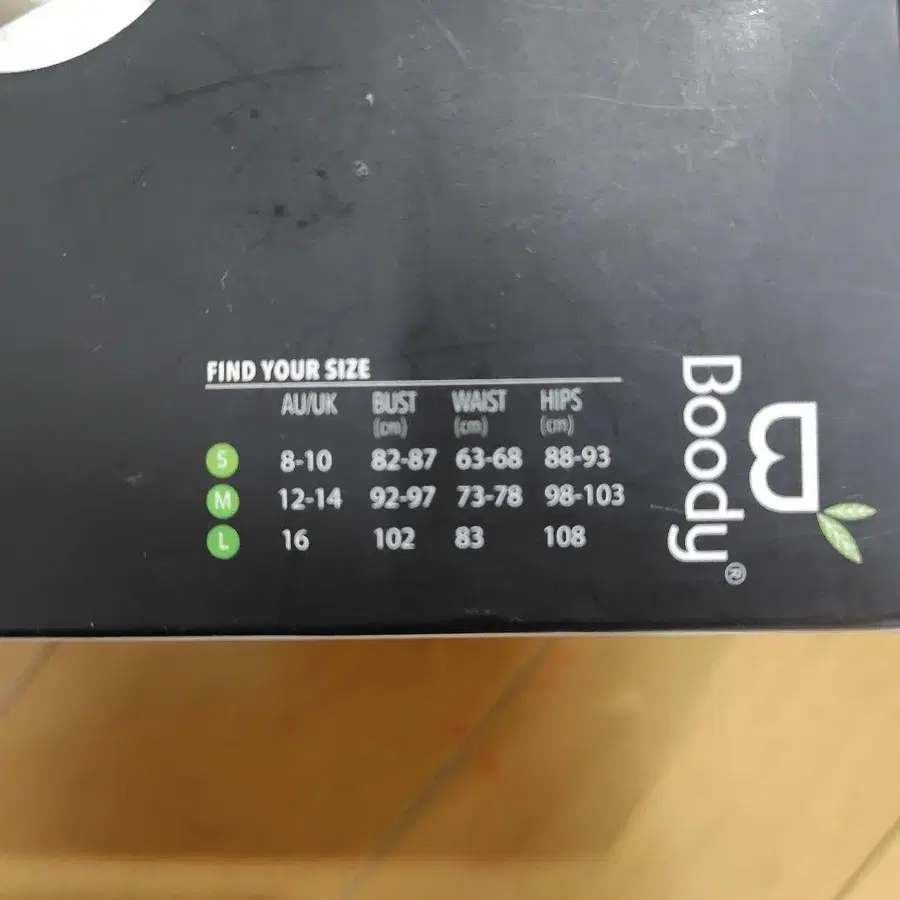 FIND YOUR SIZE
AU/UK BUST WAIST HIPS
(cm) (cm) (cm)
S 8-10 82-87 63-68 88-93
M 12-14 92-97 73-78 98-103
L 16 102 83 108
Boody®